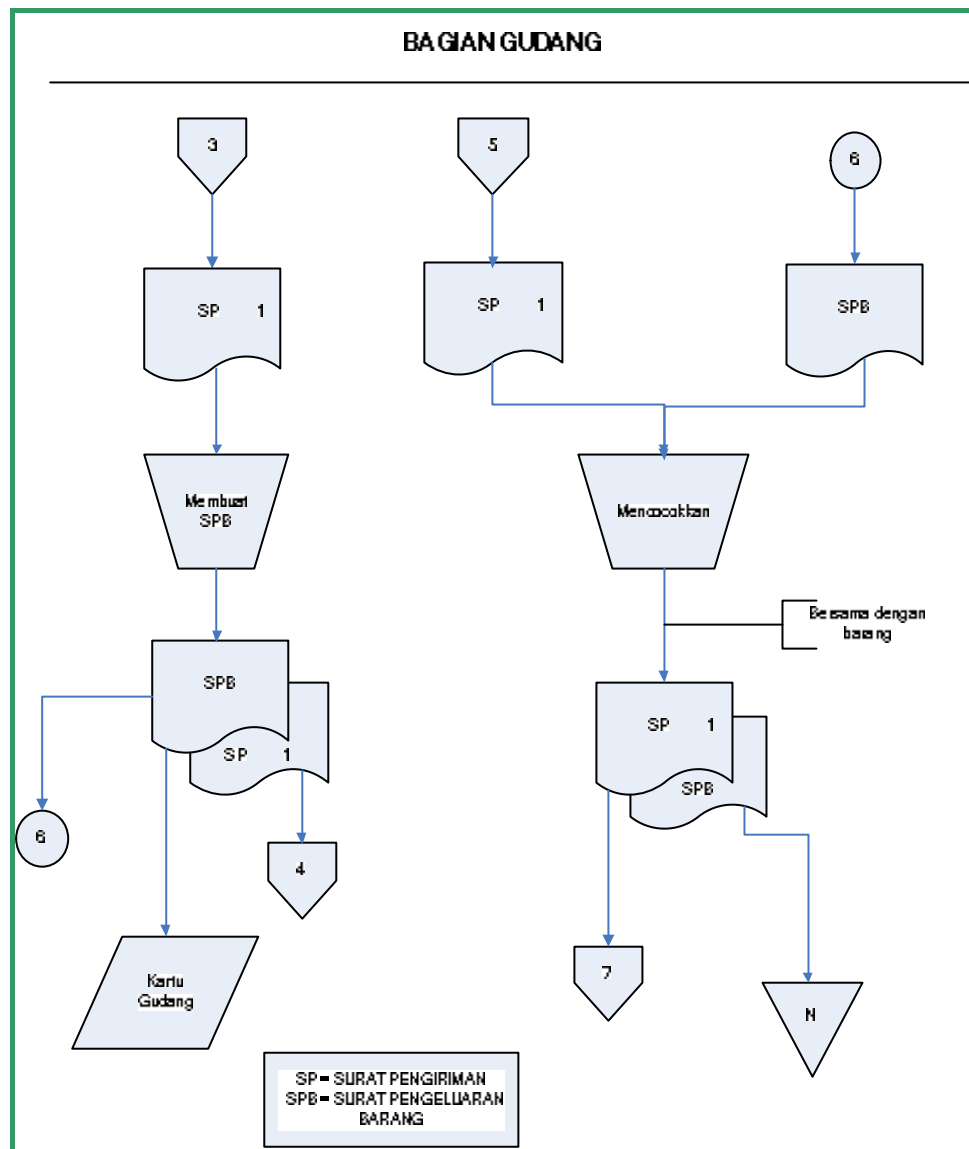 BAGIAN GUDANG
3
5
6
SP 1
SP 1
SPB
Membuat
SPB
Mencocokkan
Bersama dengan
barang
SPB
SP 1
SP 1
SPB
6
4
7
N
Kartu
Gudang
SP = SURAT PENGIRIMAN
SPB = SURAT PENGELUARAN
BARANG